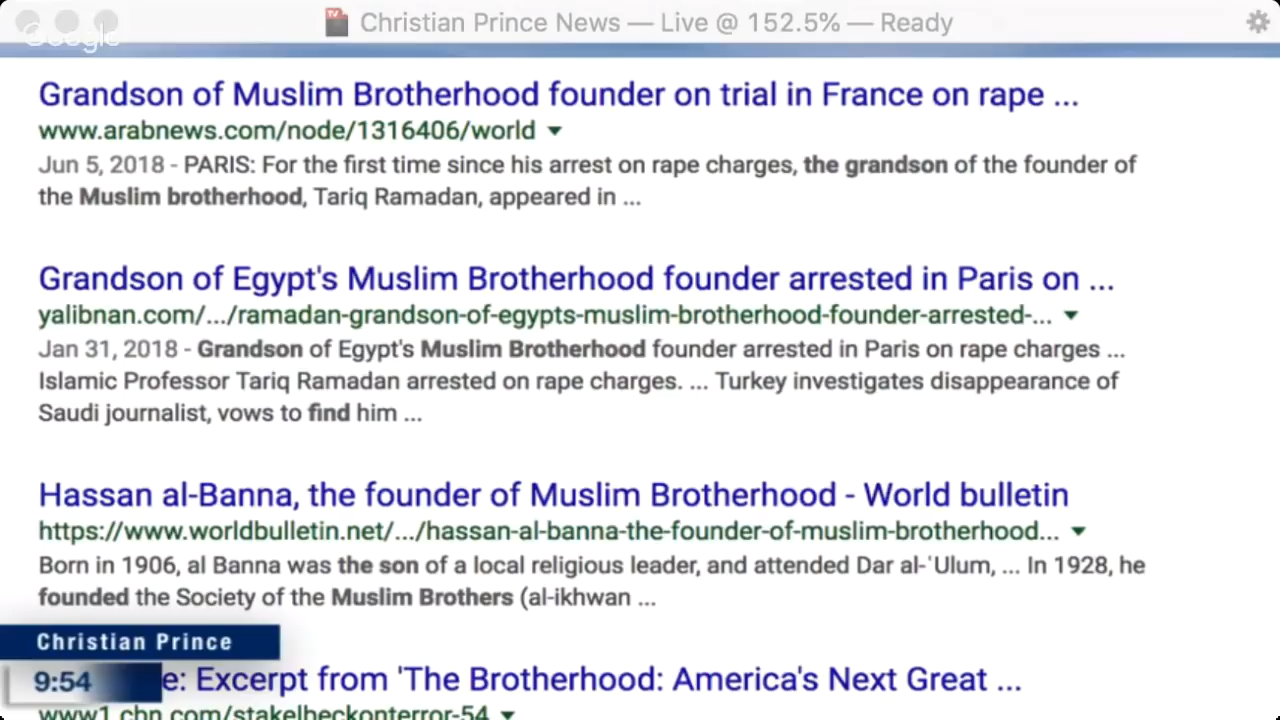 Christian Prince News — Live @ 152.5% — Ready
Google
Grandson of Muslim Brotherhood founder on trial in France on rape ...
www.arabnews.com/node/1316406/world
Jun 5, 2018 - PARIS: For the first time since his arrest on rape charges, the grandson of the founder of
the Muslim brotherhood, Tariq Ramadan, appeared in ...
Grandson of Egypt's Muslim Brotherhood founder arrested in Paris on ...
yalibnan.com/.../ramadan-grandson-of-egypts-muslim-brotherhood-founder-arrested-...
Jan 31, 2018 - Grandson of Egypt's Muslim Brotherhood founder arrested in Paris on rape charges ...
Islamic Professor Tariq Ramadan arrested on rape charges. ... Turkey investigates disappearance of
Saudi journalist, vows to find him ...
Hassan al-Banna, the founder of Muslim Brotherhood - World bulletin
https://www.worldbulletin.net/.../hassan-al-banna-the-founder-of-muslim-brotherhood...
Born in 1906, al Banna was the son of a local religious leader, and attended Dar al-ʿUlum, ... In 1928, he
founded the Society of the Muslim Brothers (al-ikhwan ...
Christian Prince
9:54
e: Excerpt from 'The Brotherhood: America's Next Great ...
www1.cbn.com/stakelbeckonterror-54